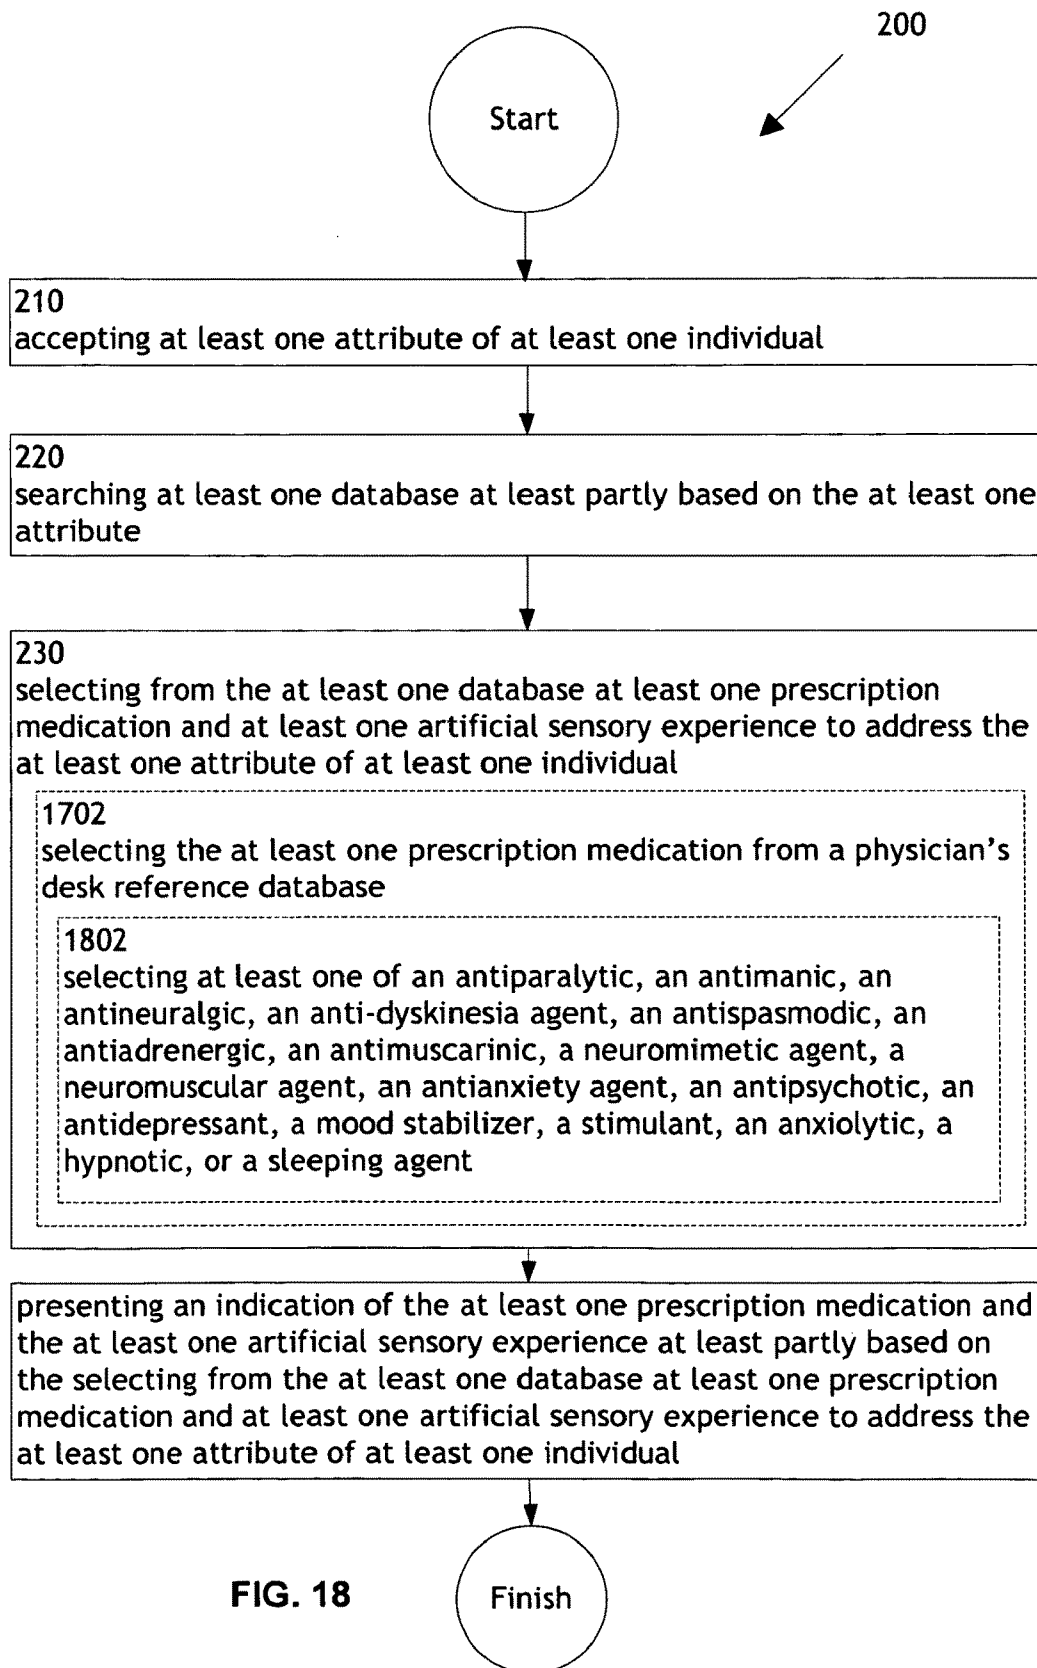 200
Start
210
accepting at least one attribute of at least one individual
220
searching at least one database at least partly based on the at least one
attribute
230
selecting from the at least one database at least one prescription
medication and at least one artificial sensory experience to address the
at least one attribute of at least one individual
1702
selecting the at least one prescription medication from a physician's
desk reference database
1802
selecting at least one of an antiparalytic, an antimanic, an
antineuralgic, an anti-dyskinesia agent, an antispasmodic, an
antiadrenergic, an antimuscarinic, a neuromimetic agent, a
neuromuscular agent, an antianxiety agent, an antipsychotic, an
antidepressant, a mood stabilizer, a stimulant, an anxiolytic, a
hypnotic, or a sleeping agent
presenting an indication of the at least one prescription medication and
the at least one artificial sensory experience at least partly based on
the selecting from the at least one database at least one prescription
medication and at least one artificial sensory experience to address the
at least one attribute of at least one individual
FIG. 18
Finish